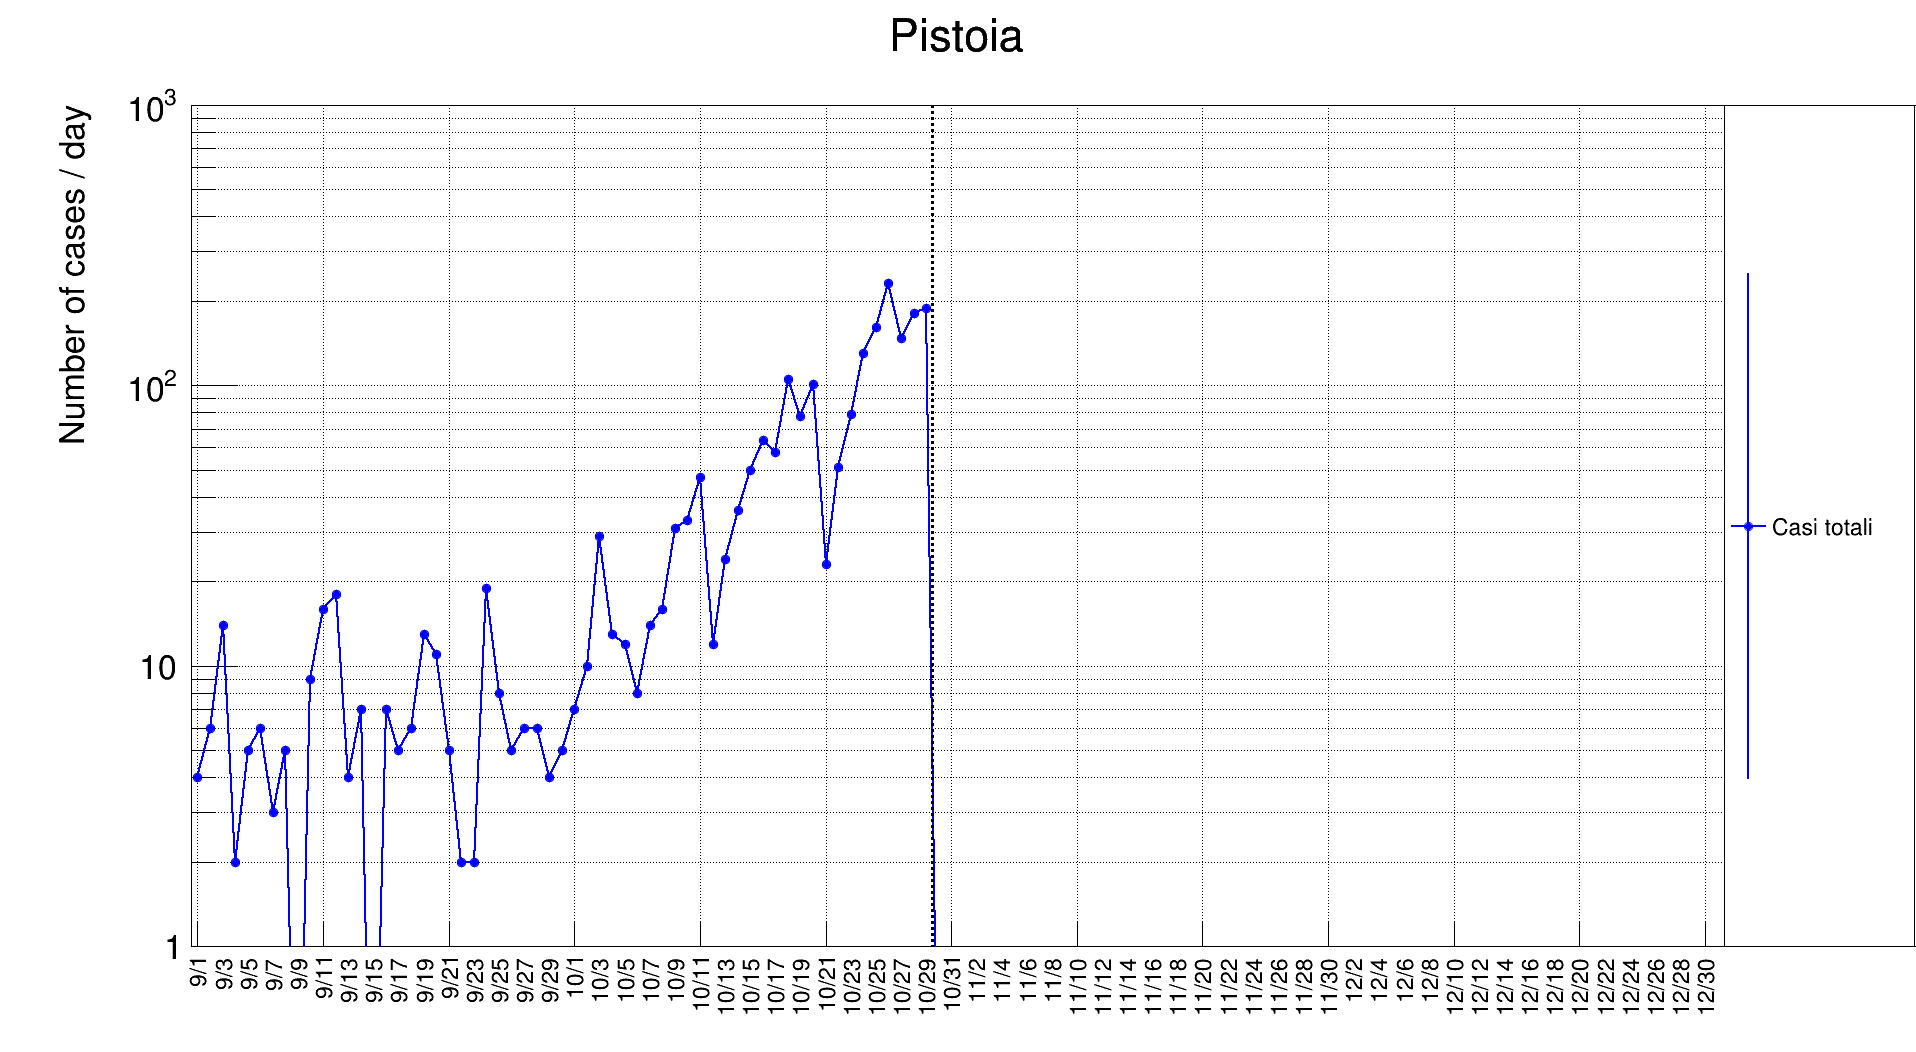 Pistoia
Number of cases / day
10³
10²
10
1
9/1 9/3 9/5 9/7 9/9 9/11 9/13 9/15 9/17 9/19 9/21 9/23 9/25 9/27 9/29 10/1 10/3 10/5 10/7 10/9 10/11 10/13 10/15 10/17 10/19 10/21 10/23 10/25 10/27 10/29 10/31 11/2 11/4 11/6 11/8 11/10 11/12 11/14 11/16 11/18 11/20 11/22 11/24 11/26 11/28 11/30 12/2 12/4 12/6 12/8 12/10 12/12 12/14 12/16 12/18 12/20 12/22 12/24 12/26 12/28 12/30
Casi totali